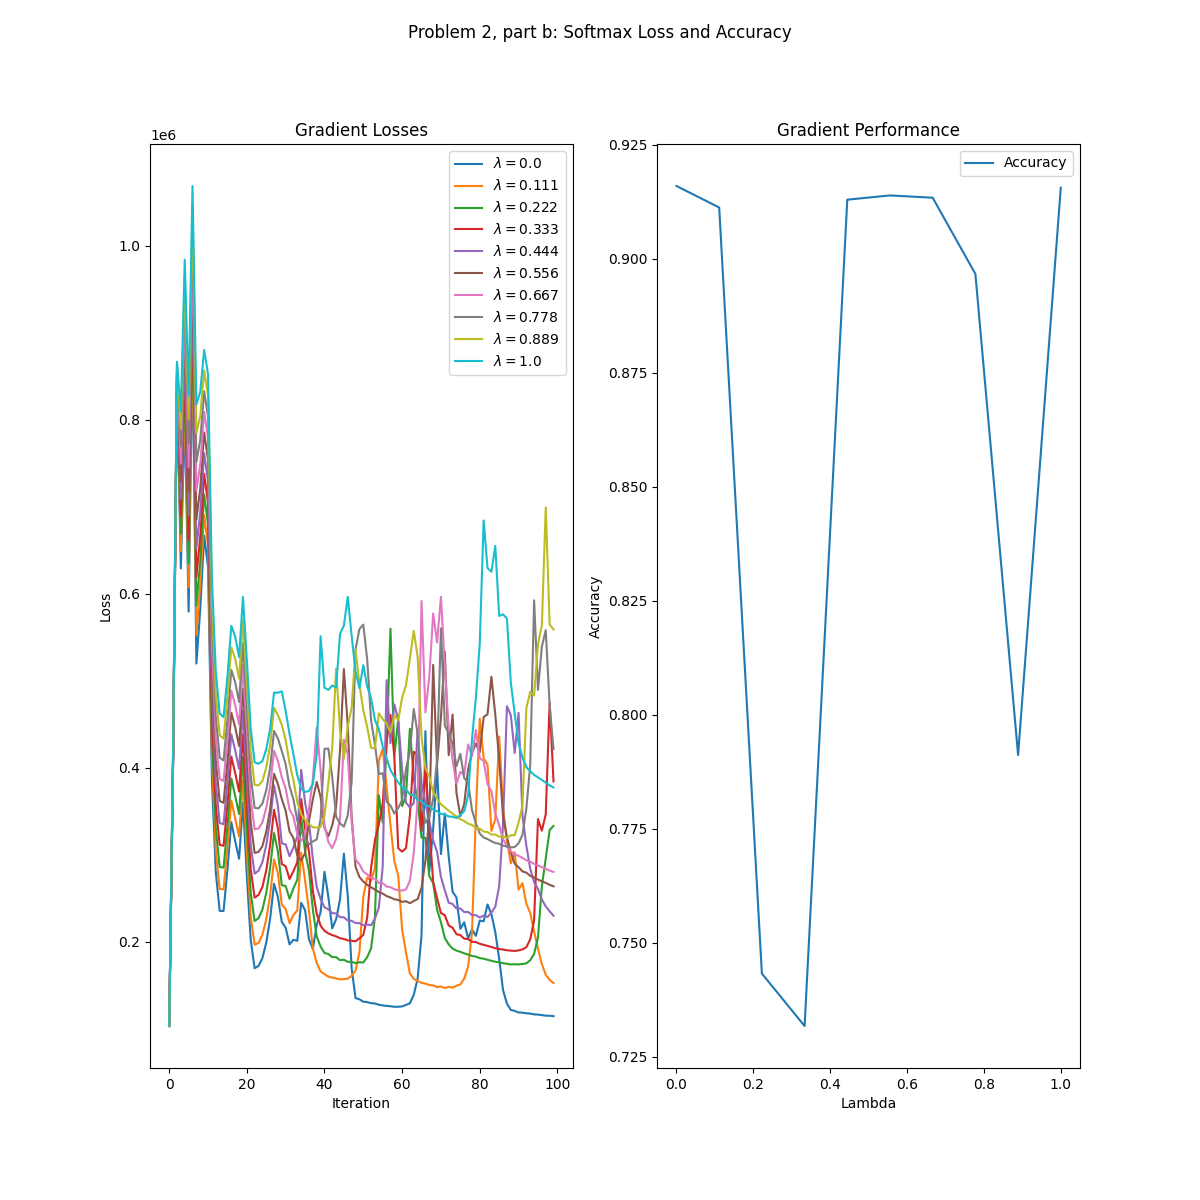 Problem 2, part b: Softmax Loss and Accuracy
Gradient Losses
1e6
1.0
0.8
0.6
0.4
0.2
Loss
0
20
40
60
80
100
Iteration
λ = 0.0
λ = 0.111
λ = 0.222
λ = 0.333
λ = 0.444
λ = 0.556
λ = 0.667
λ = 0.778
λ = 0.889
λ = 1.0
Gradient Performance
0.925
0.900
0.875
0.850
0.825
0.800
0.775
0.750
0.725
Accuracy
0.0
0.2
0.4
0.6
0.8
1.0
Lambda
Accuracy